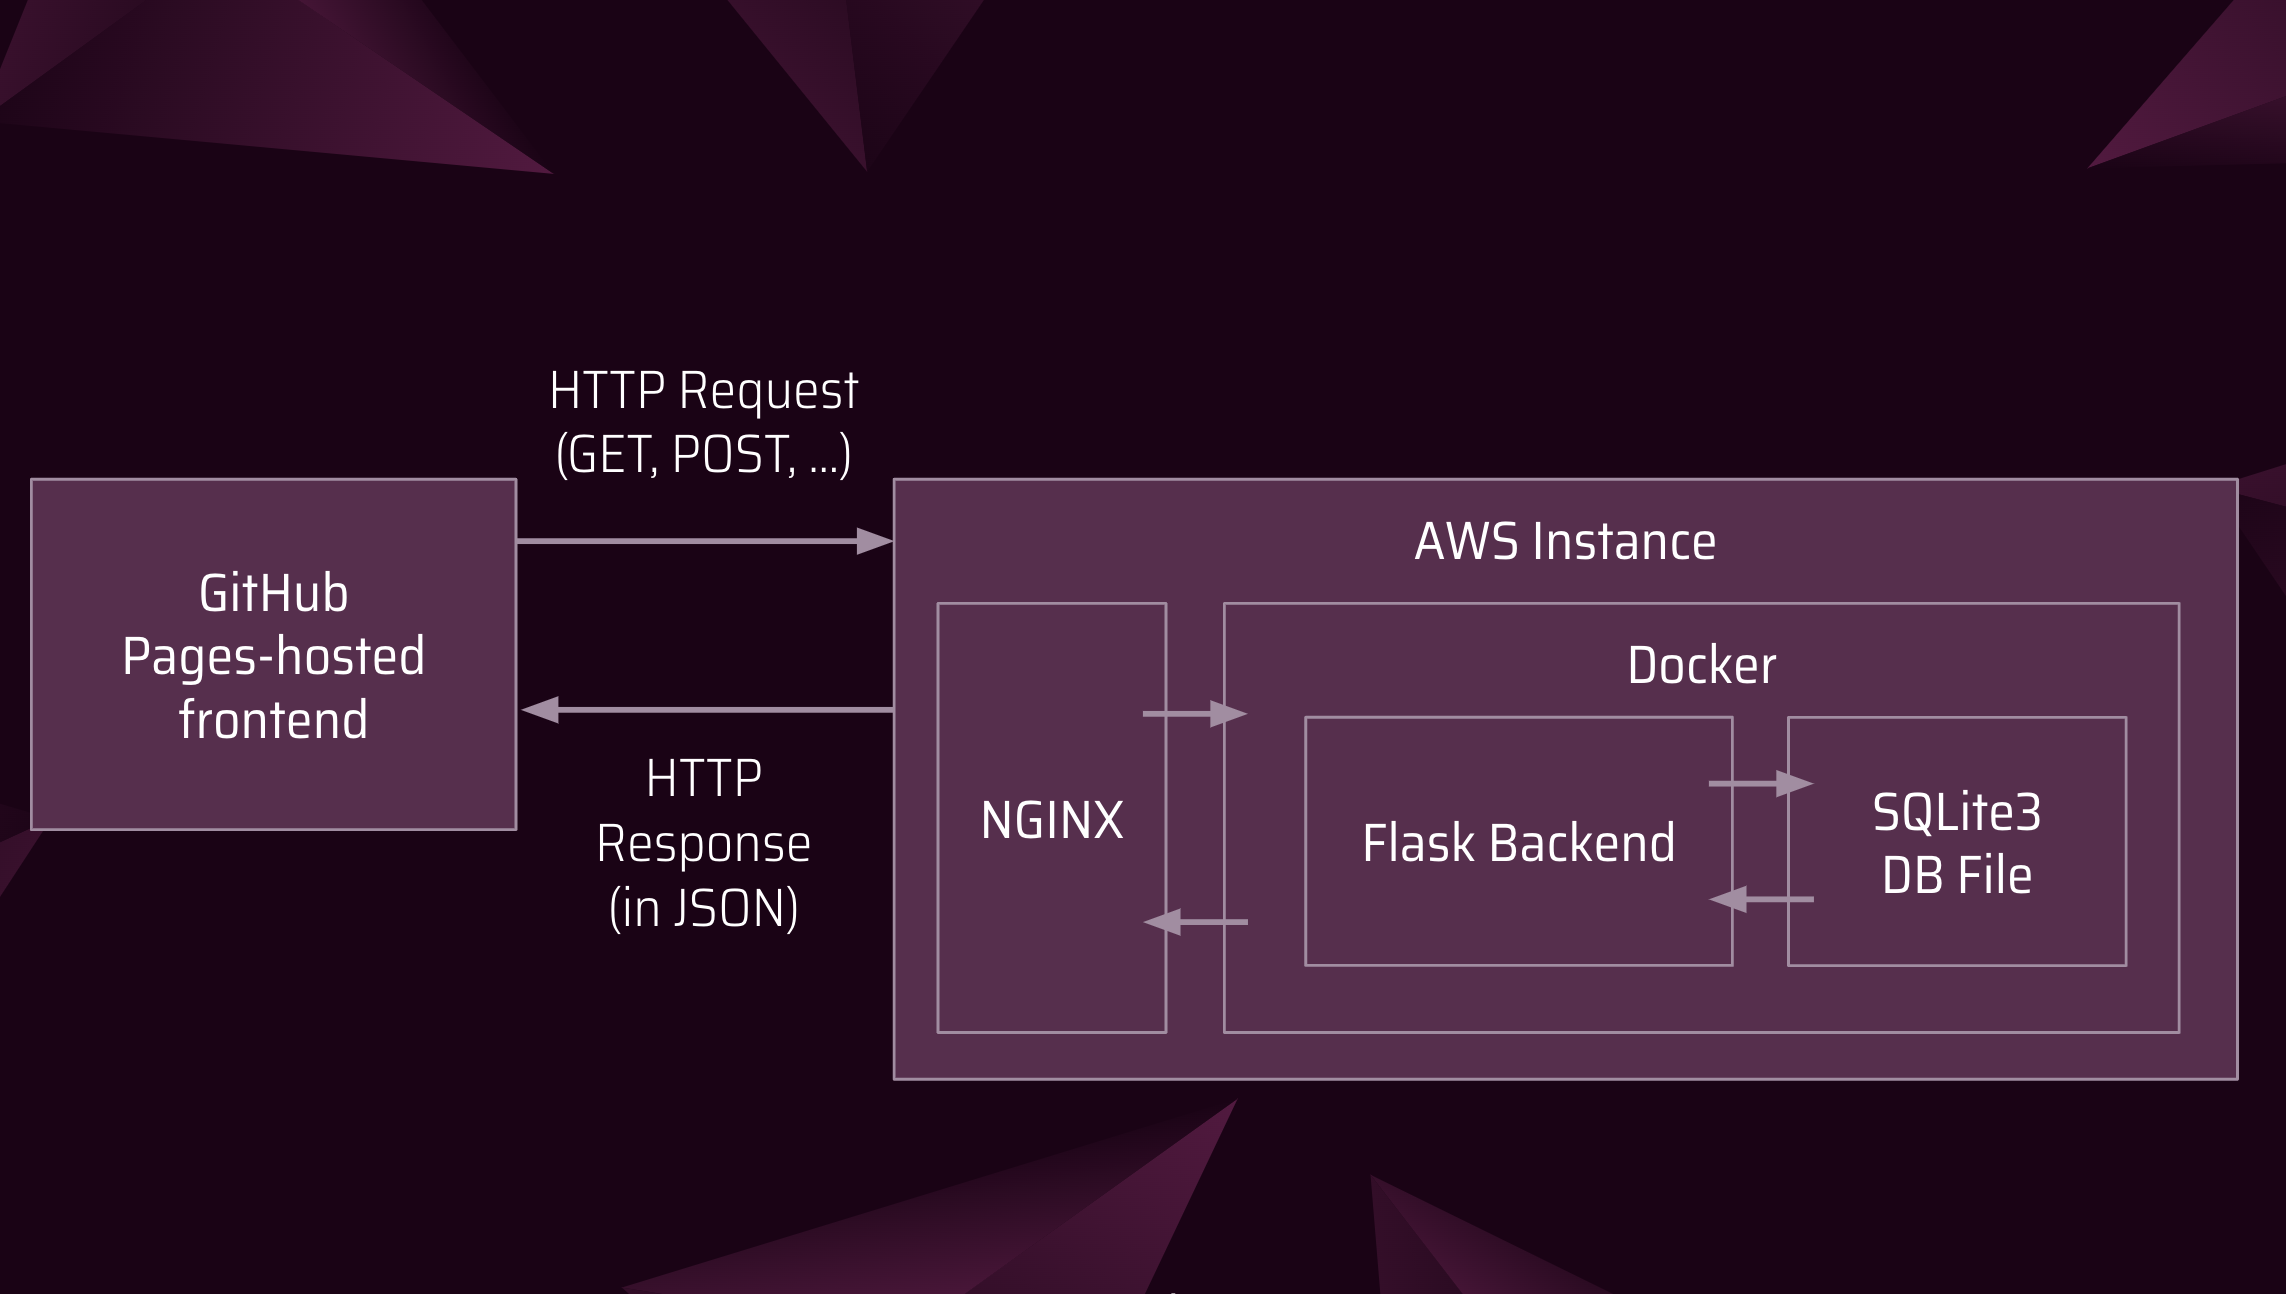 HTTP Request
(GET, POST, ...)
GitHub
Pages-hosted
frontend
HTTP
Response
(in JSON)
AWS Instance
NGINX
Docker
Flask Backend
SQLite3
DB File